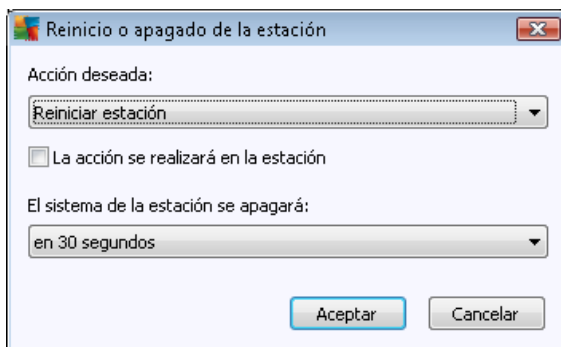 Reinicio o apagado de la estación
Acción deseada:
Reiniciar estación
La acción se realizará en la estación
El sistema de la estación se apagará:
en 30 segundos
Aceptar Cancelar